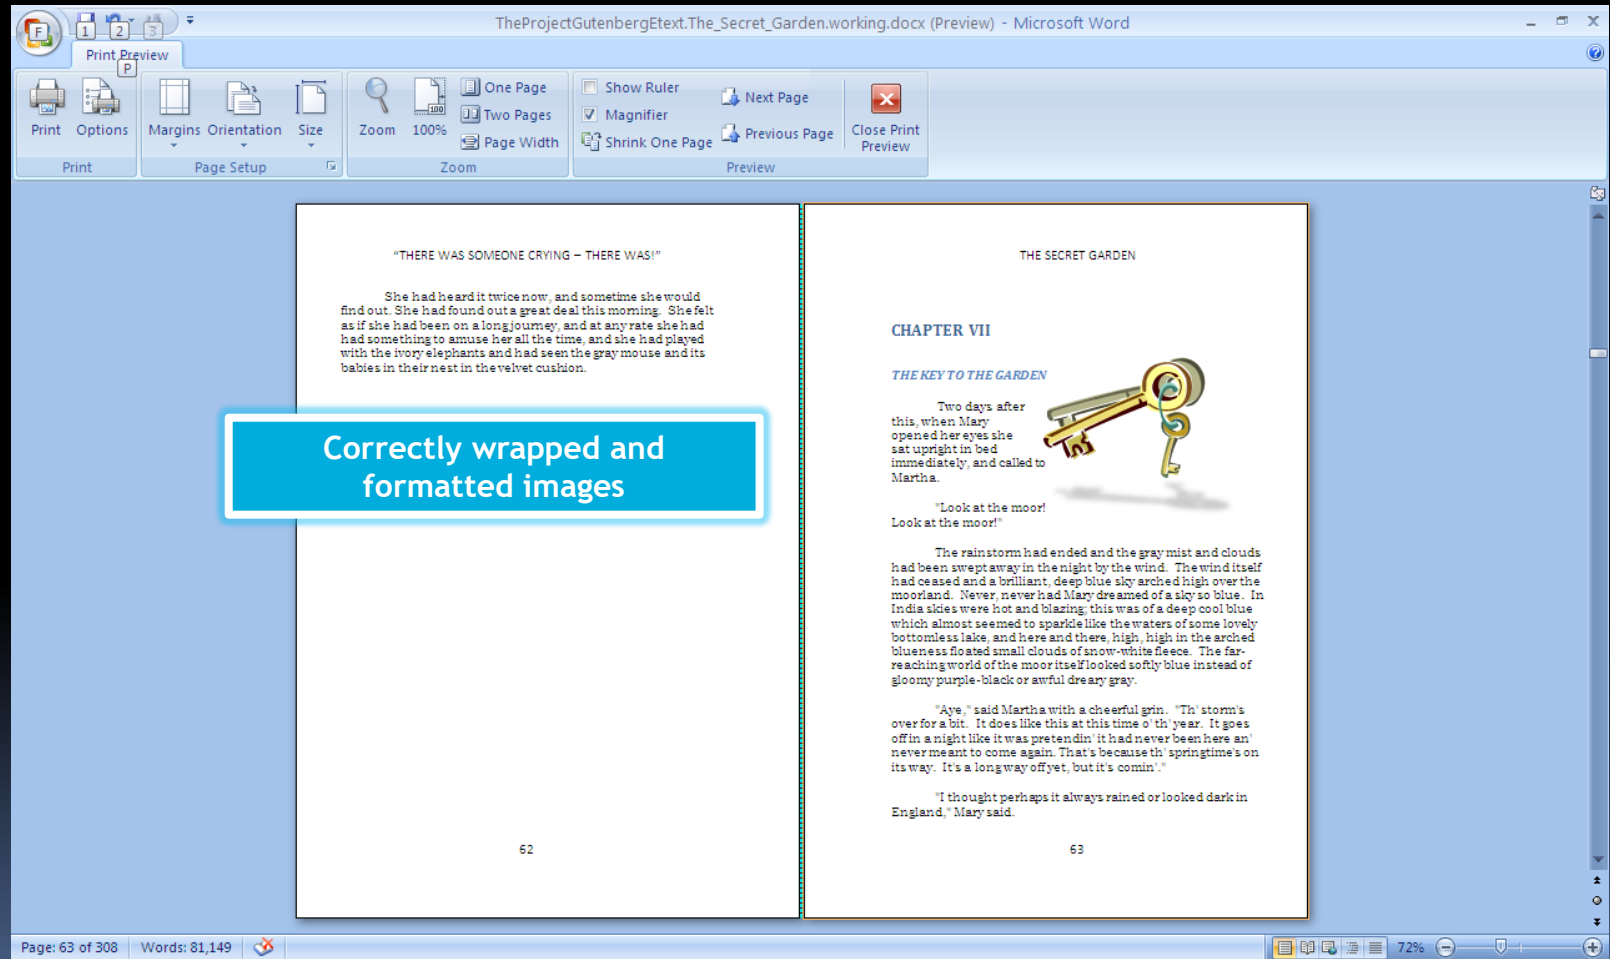 TheProjectGutenbergEtext.The_Secret_Garden.working.docx (Preview) - Microsoft Word
F
1
2
3
Print Preview
P
Print
Options
Margins
Orientation
Size
Zoom
100
100%
One Page
Two Pages
Page Width
Show Ruler
Magnifier
Shrink One Page
Next Page
Previous Page
Close Print
Preview
Print
Page Setup
Zoom
Preview
“THERE WAS SOMEONE CRYING – THERE WAS!”
She had heard it twice now, and sometime she would
find out. She had found out a great deal this morning. She felt
as if she had been on a long journey, and at any rate she had
had something to amuse her all the time, and she had played
with the ivory elephants and had seen the gray mouse and its
babies in their nest in the velvet cushion.
Correctly wrapped and
formatted images
62
THE SECRET GARDEN
CHAPTER VII
THE KEY TO THE GARDEN
Two days after
this, when Mary
opened her eyes she
sat upright in bed
immediately, and called to
Martha.
"Look at the moor!
Look at the moor!"
The rainstorm had ended and the gray mist and clouds
had been swept away in the night by the wind. The wind itself
had ceased and a brilliant, deep blue sky arched high over the
moorland. Never, never had Mary dreamed of a sky so blue. In
India skies were hot and blazing; this was of a deep cool blue
which almost seemed to sparkle like the waters of some lovely
bottomless lake, and here and there, high, high in the arched
blueness floated small clouds of snow-white fleece. The far-
reaching world of the moor itself looked softly blue instead of
gloomy purple-black or awful dreary gray.
"Aye," said Martha with a cheerful grin. "Th' storm's
over for a bit. It does like this at this time o' th' year. It goes
off in a night like it was pretendin' it had never been here an'
never meant to come again. That's because th' springtime's on
its way. It's a long way off yet, but it's comin'."
"I thought perhaps it always rained or looked dark in
England," Mary said.
63
Page: 63 of 308
Words: 81,149
72%